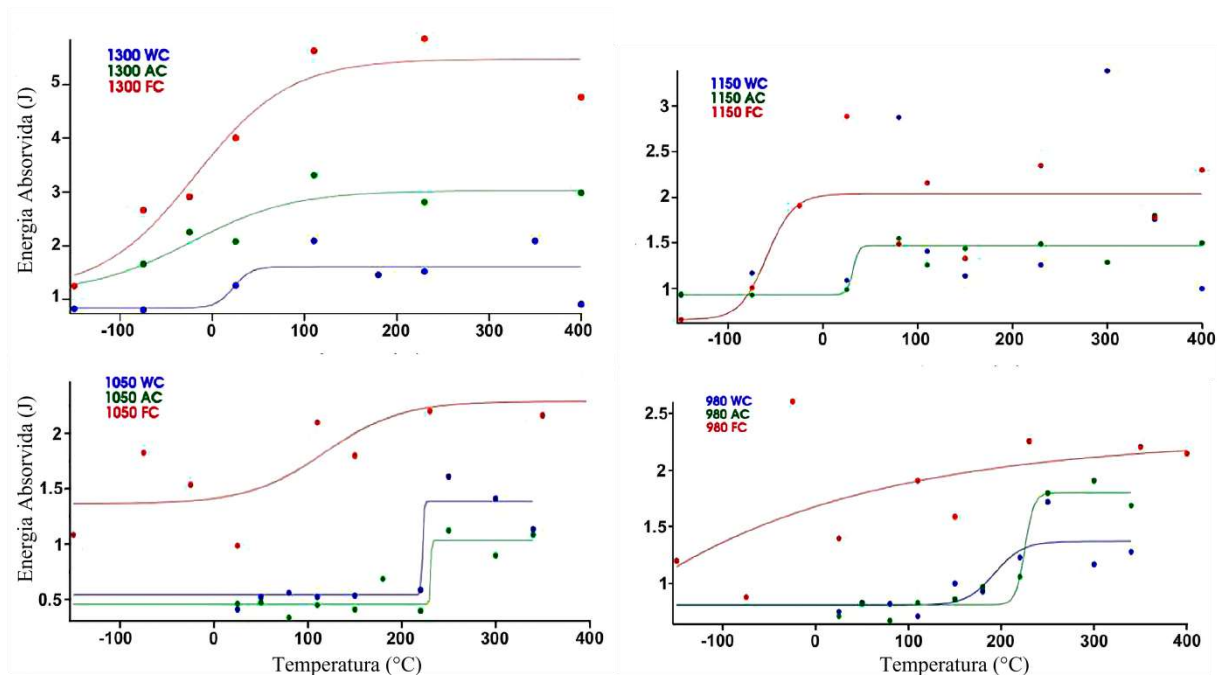 1300 WC
1300 AC
1300 FC
Energia Absorvida (J)
5
4
3
2
1
-100 0 100 200 300 400
1150 WC
1150 AC
1150 FC
3
2.5
2
1.5
1
-100 0 100 200 300 400
1050 WC
1050 AC
1050 FC
Energia Absorvida (J)
2
1.5
1
0.5
-100 0 100 200 300 400
Temperatura (°C)
980 WC
980 AC
980 FC
2.5
2
1.5
1
-100 0 100 200 300 400
Temperatura (°C)